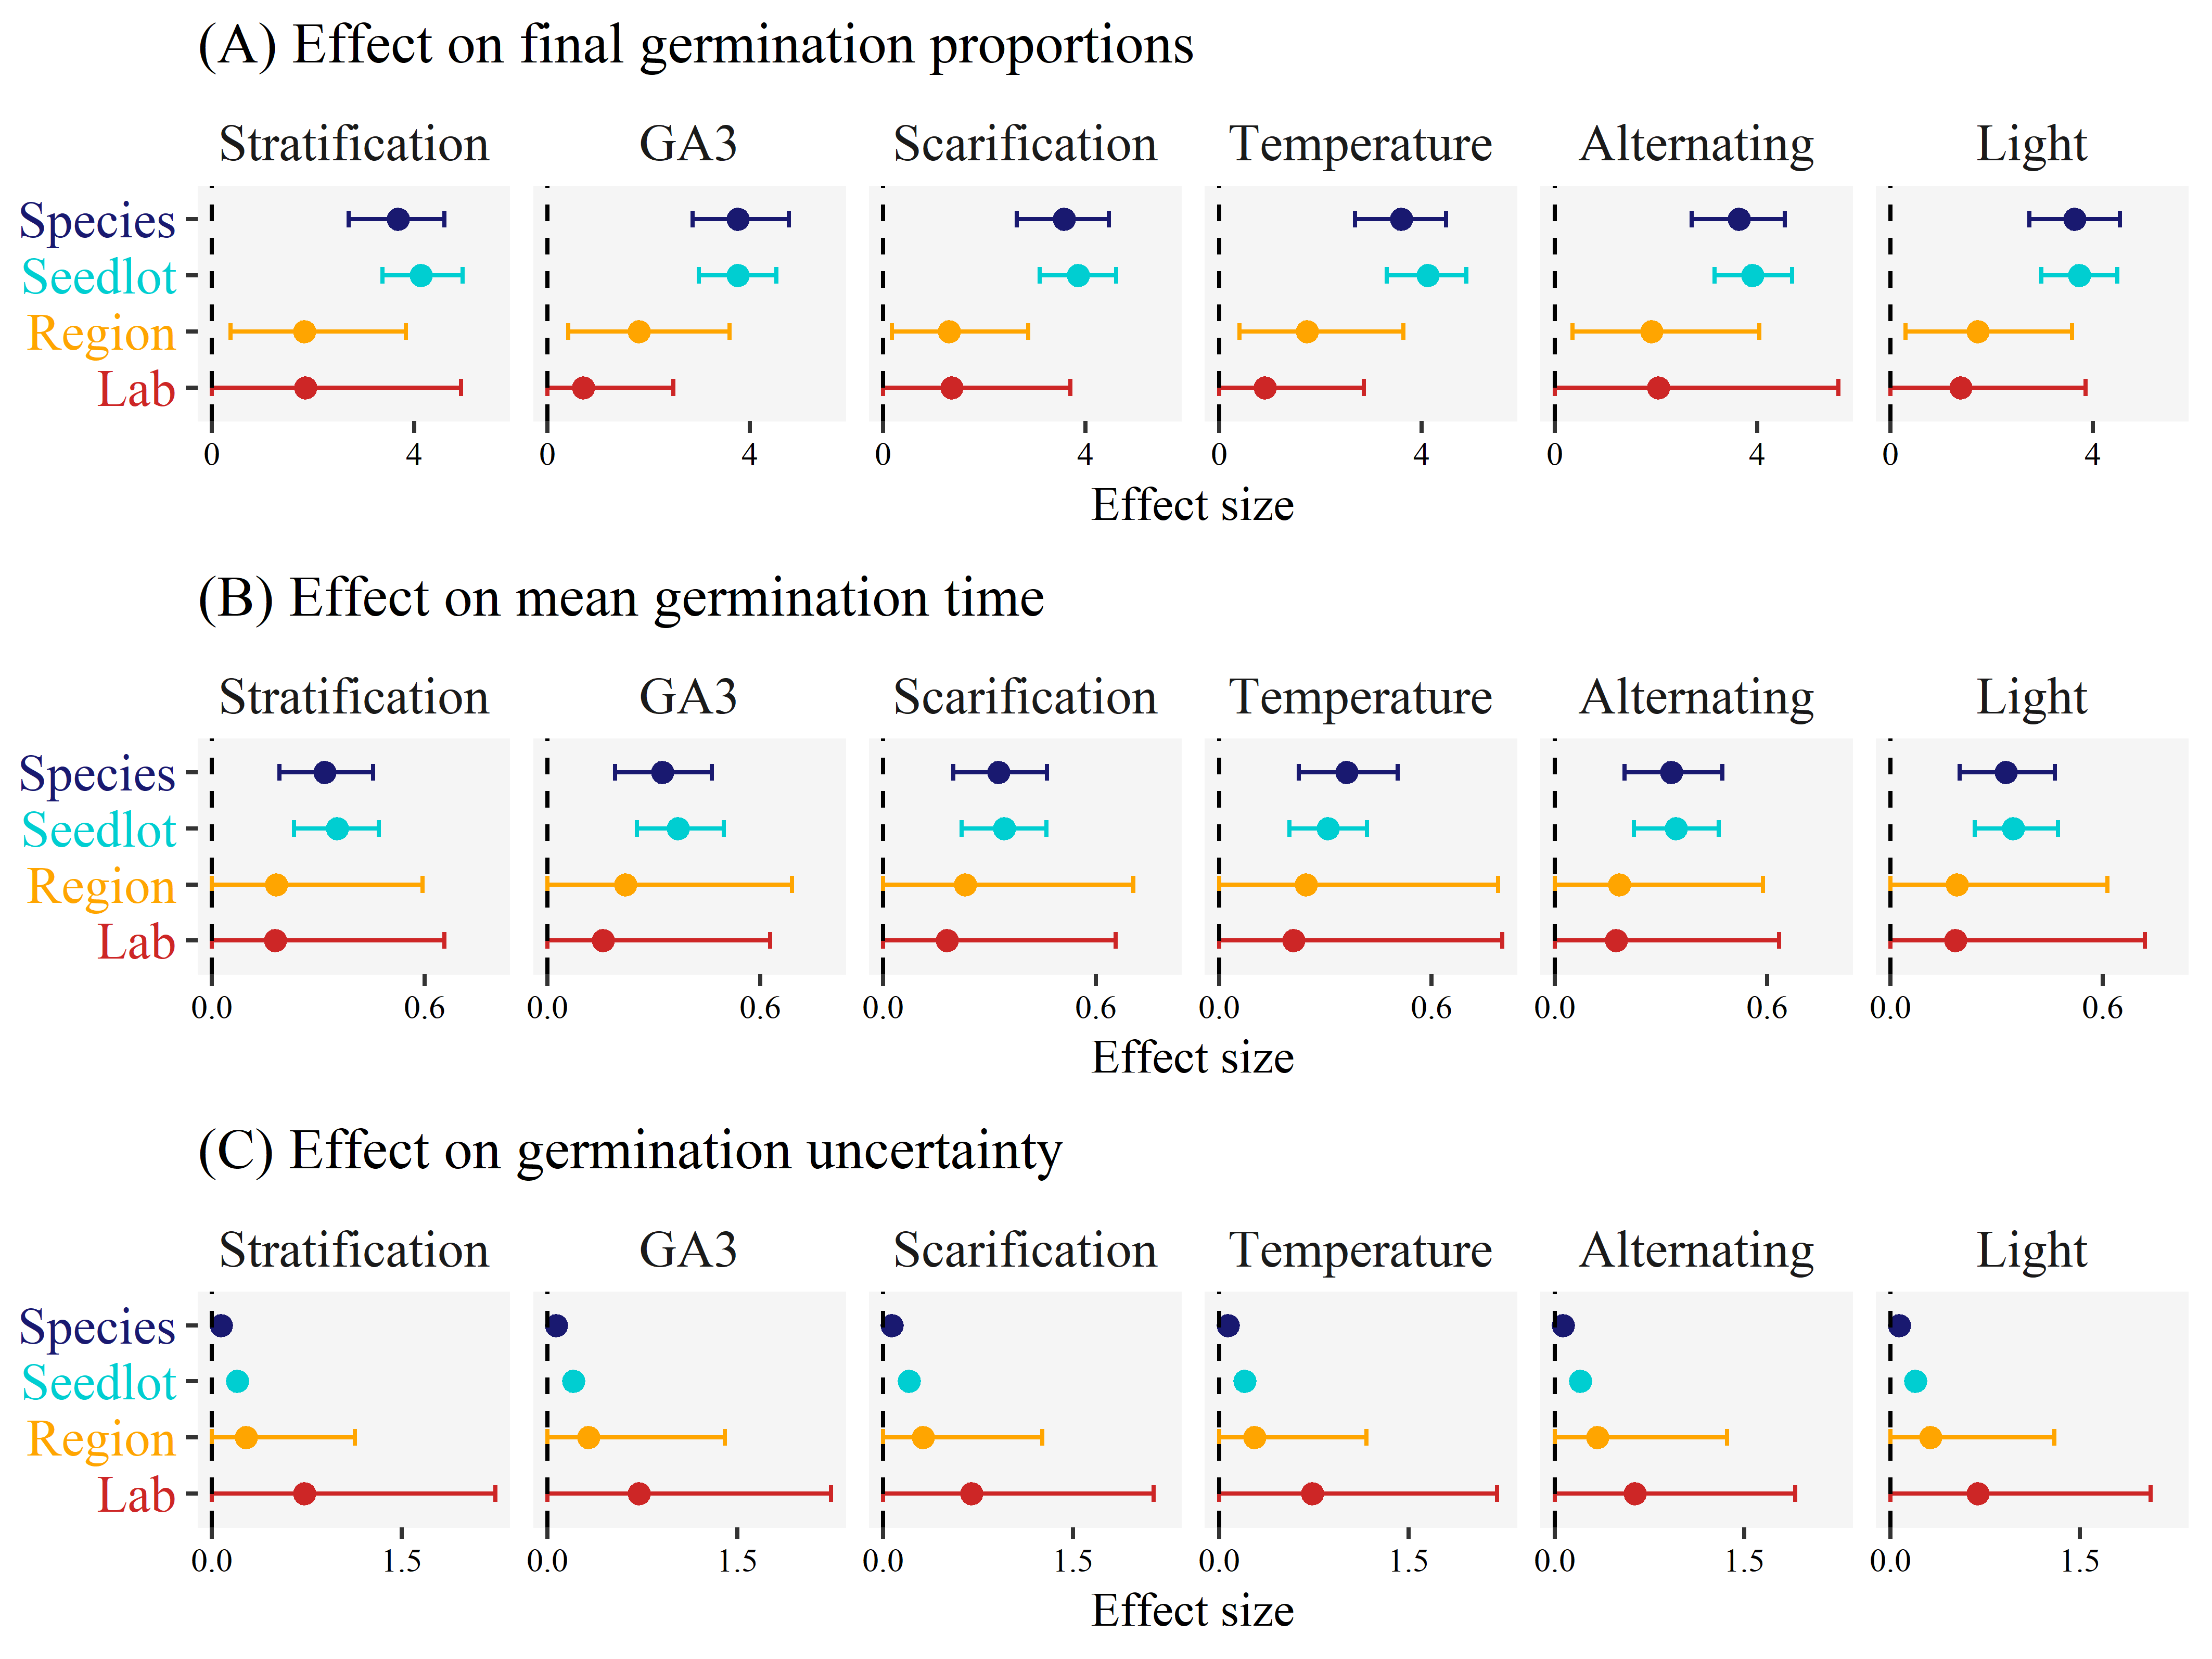 (A) Effect on final germination proportions
Stratification GA3 Scarification Temperature Alternating Light
Species
Seedlot
Region
Lab
0 4 0 4 0 4 0 4 0 4 0 4
Effect size
(B) Effect on mean germination time
Stratification GA3 Scarification Temperature Alternating Light
Species
Seedlot
Region
Lab
0.0 0.6 0.0 0.6 0.0 0.6 0.0 0.6 0.0 0.6 0.0 0.6
Effect size
(C) Effect on germination uncertainty
Stratification GA3 Scarification Temperature Alternating Light
Species
Seedlot
Region
Lab
0.0 1.5 0.0 1.5 0.0 1.5 0.0 1.5 0.0 1.5 0.0 1.5
Effect size